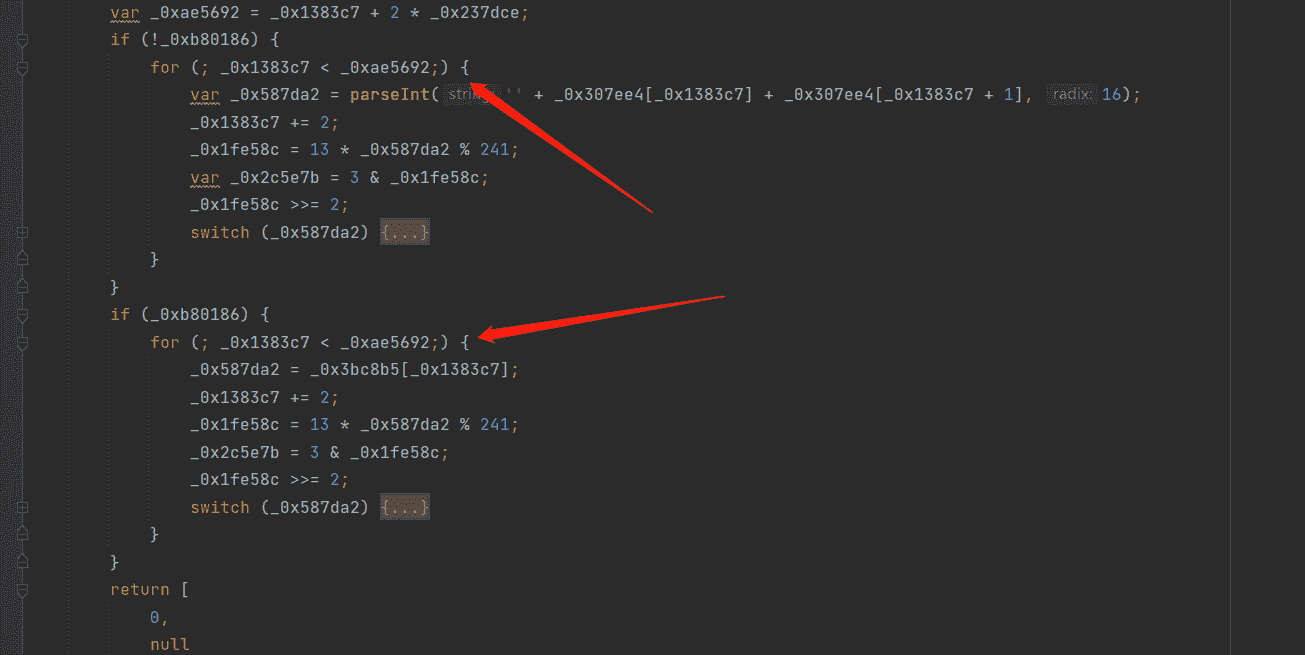 var _0xae5692 = _0x1383c7 + 2 * _0x237dce;
if (!_0xb80186) {
for (; _0x1383c7 < _0xae5692;) {
var _0x587da2 = parseInt( '' + _0x307ee4[_0x1383c7] + _0x307ee4[_0x1383c7 + 1], radix: 16);
_0x1383c7 += 2;
_0x1fe58c = 13 * _0x587da2 % 241;
var _0x2c5e7b = 3 & _0x1fe58c;
_0x1fe58c >>= 2;
switch (_0x587da2) {...}
}
}
if (_0xb80186) {
for (; _0x1383c7 < _0xae5692;) {
_0x587da2 = _0x3bc8b5[_0x1383c7];
_0x1383c7 += 2;
_0x1fe58c = 13 * _0x587da2 % 241;
_0x2c5e7b = 3 & _0x1fe58c;
_0x1fe58c >>= 2;
switch (_0x587da2) {...}
}
}
return [
0,
null